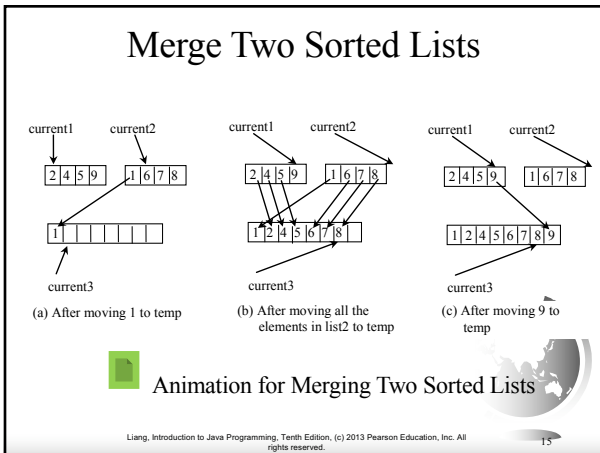 Merge Two Sorted Lists
current1 current2 current1 current2 current1 current2
2 4 5 9 1 6 7 8 2 4 5 9 1 6 7 8 2 4 5 9 1 6 7 8
1 1 2 4 5 6 7 8 1 2 4 5 6 7 8 9
current3 current3 current3
(a) After moving 1 to temp
(b) After moving all the
elements in list2 to temp
(c) After moving 9 to
temp
Animation for Merging Two Sorted Lists
Liang, Introduction to Java Programming, Tenth Edition, (c) 2013 Pearson Education, Inc. All
rights reserved.
15